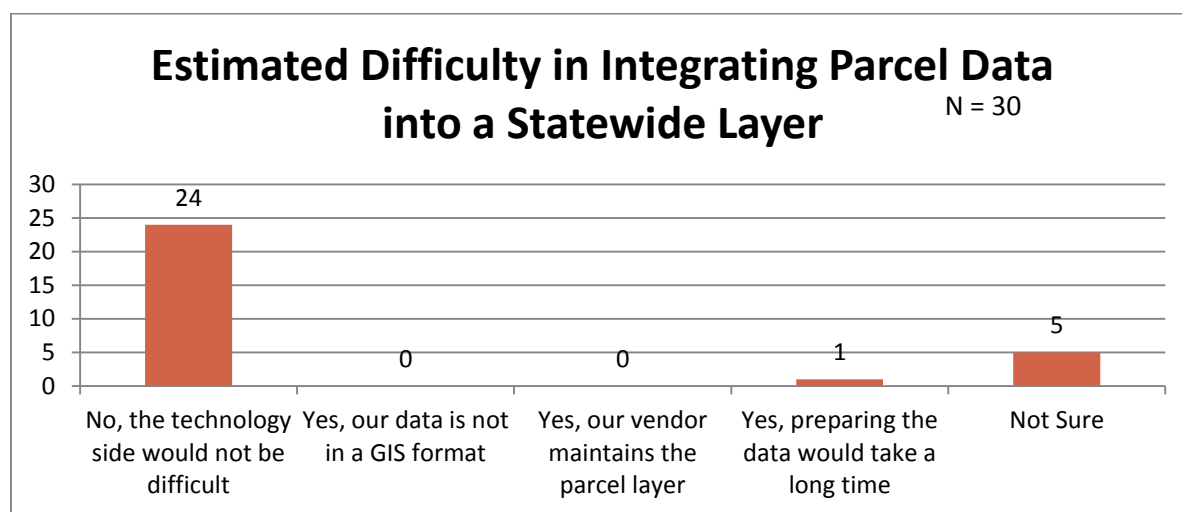 Estimated Difficulty in Integrating Parcel Data
into a Statewide Layer
N = 30
30
25
20
15
10
5
0
24
0
0
1
5
No, the technology
side would not be
difficult
Yes, our data is not
in a GIS format
Yes, our vendor
maintains the
parcel layer
Yes, preparing the
data would take a
long time
Not Sure